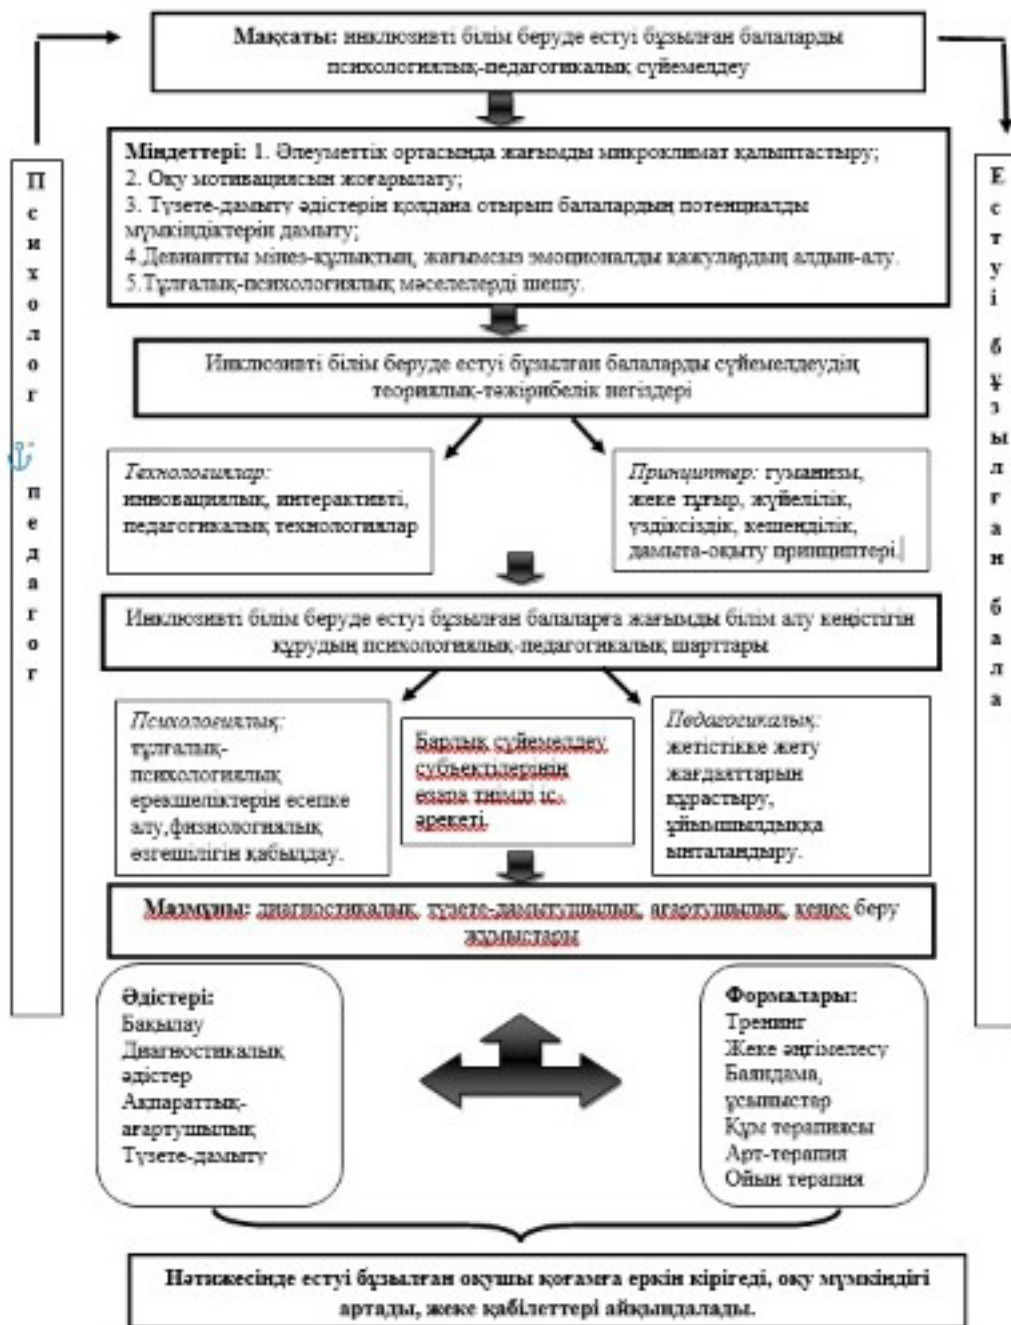 Мақсаты: инклюзивті білім беруде естуі бұзылған балаларды
психологиялық-педагогикалық сүйемелдеу
Міндеттері: 1. Әлеуметтік ортасында жағымды микроклимат қалыптастыру;
2. Оқу мотивациясын жоғарылату;
3. Түзете-дамыту әдістерін қолдана отырып балалардың потенциалды
мүмкіндіктерін дамыту;
4.Девиантты мінез-құлықтың, жағымсыз эмоционалды қажулардың алдын-алу.
5.Тұлғалық-психологиялық мәселелерді шешу.
Психолог
педагог
Естуі бұзылған бала
Инклюзивті білім беруде естуі бұзылған балаларды сүйемелдеудің
теориялық-тәжірибелік негіздері
Технологиялар:
инновациялық, интерактивті,
педагогикалық технологиялар
Принциптер: гуманизм,
жеке тұғыр, жүйелілік,
үздіксіздік, кешенділік,
дамыта-оқыту принциптері.
Инклюзивті білім беруде естуі бұзылған балаларға жағымды білім алу кеңістігін
құрудың психологиялық-педагогикалық шарттары
Психологиялық:
тұлғалық-
психологиялық
ерекшеліктерін есепке
алу,физиологиялық
өзгешілігін қабылдау.
Барлық сүйемелдеу
субъектілерінің
өзара тиімді іс-
әрекеті.
Педагогикалық:
жетістікке жету
жағдаяттарын
құрастыру,
ұйымшылдыққа
ынталандыру.
Мазмұны: диагностикалық, түзете-дамытушылық, ағартушылық, кеңес беру
жұмыстары
Әдістері:
Бақылау
Диагностикалық
әдістер
Ақпараттық-
ағартушылық
Түзете-дамыту
Формалары:
Тренинг
Жеке әңгімелесу
Баяндама,
ұсыныстар
Құм терапиясы
Арт-терапия
Ойын терапия
Нәтижесінде естуі бұзылған оқушы қоғамға еркін кірігеді, оқу мүмкіндігі
артады, жеке қабілеттері айқындалады.